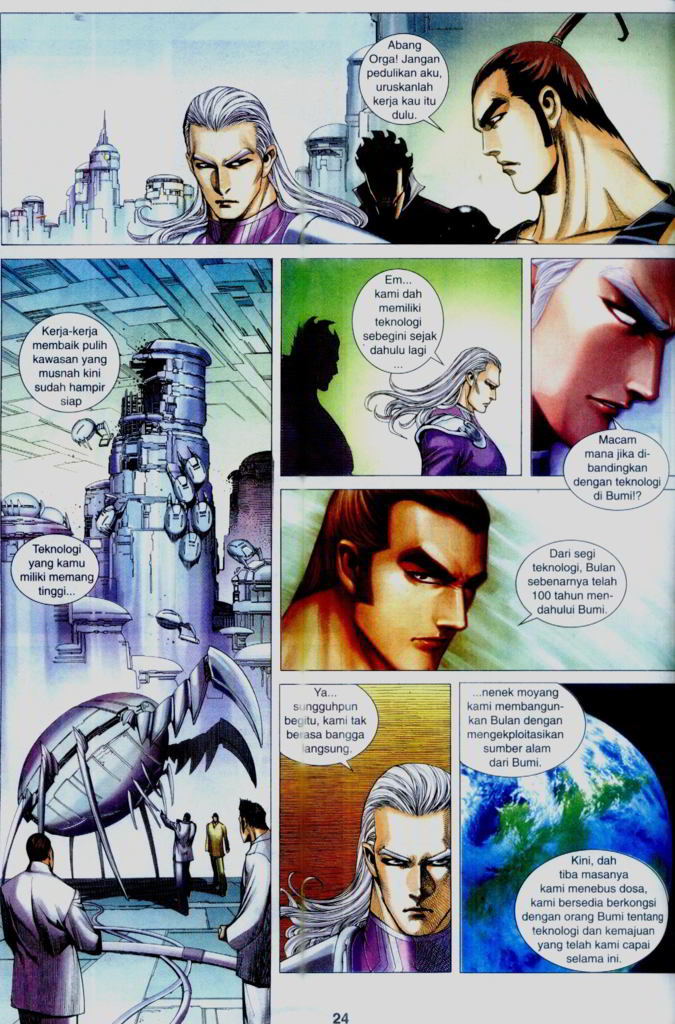 Abang
Orga! Jangan
pedulikan aku,
uruskanlah
kerja kau itu
dulu.
Kerja-kerja
membaik pulih
kawasan yang
musnah kini
sudah hampir
siap
Teknologi
yang kamu
miliki memang
tinggi...
Em...
kami dah
memiliki
teknologi
sebegini sejak
dahulu lagi
...
Macam
mana jika di-
bandingkan
dengan teknologi
di Bumi!?
Dari segi
teknologi, Bulan
sebenarnya telah
100 tahun men-
dahului Bumi.
Ya...
sungguhpun
begitu, kami tak
berasa bangga
langsung.
...nenek moyang
kami membangun-
kan Bulan dengan
mengekploitasikan
sumber alam
dari Bumi.
Kini, dah
tiba masanya
kami menebus dosa,
kami bersedia berkongsi
dengan orang Bumi tentang
teknologi dan kemajuan
yang telah kami capai
selama ini.
24